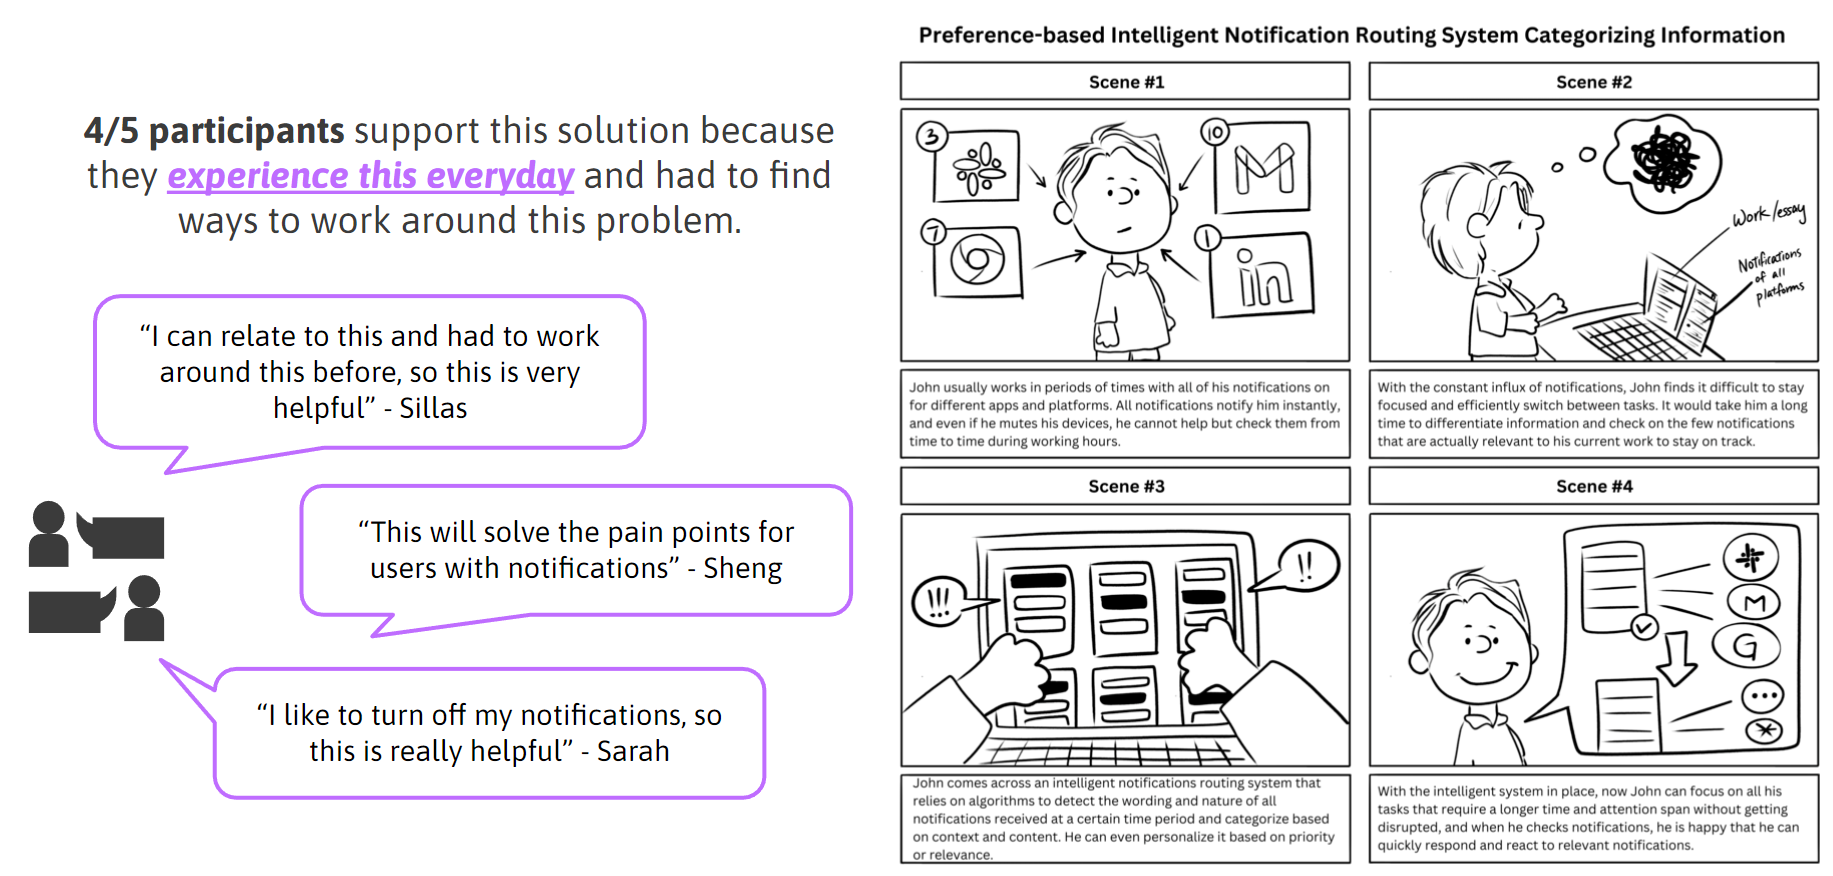 4/5 participants support this solution because
they experience this everyday and had to find
ways to work around this problem.
“I can relate to this and had to work
around this before, so this is very
helpful” - Sillas
“This will solve the pain points for
users with notifications” - Sheng
“I like to turn off my notifications, so
this is really helpful” - Sarah
Preference-based Intelligent Notification Routing System Categorizing Information
Scene #1
3
10
M
7
1
in
John usually works in periods of times with all of his notifications on
for different apps and platforms. All notifications notify him instantly,
and even if he mutes his devices, he cannot help but check them from
time to time during working hours.
Scene #2
Work/essay
Notifications
of all
platforms
With the constant influx of notifications, John finds it difficult to stay
focused and efficiently switch between tasks. It would take him a long
time to differentiate information and check on the few notifications
that are actually relevant to his current work to stay on track.
Scene #3
!!!
!!
John comes across an intelligent notifications routing system that
relies on algorithms to detect the wording and nature of all
notifications received at a certain time period and categorize based
on context and content. He can even personalize it based on priority
or relevance.
Scene #4
M
G
...
With the intelligent system in place, now John can focus on all his
tasks that require a longer time and attention span without getting
disrupted, and when he checks notifications, he is happy that he can
quickly respond and react to relevant notifications.